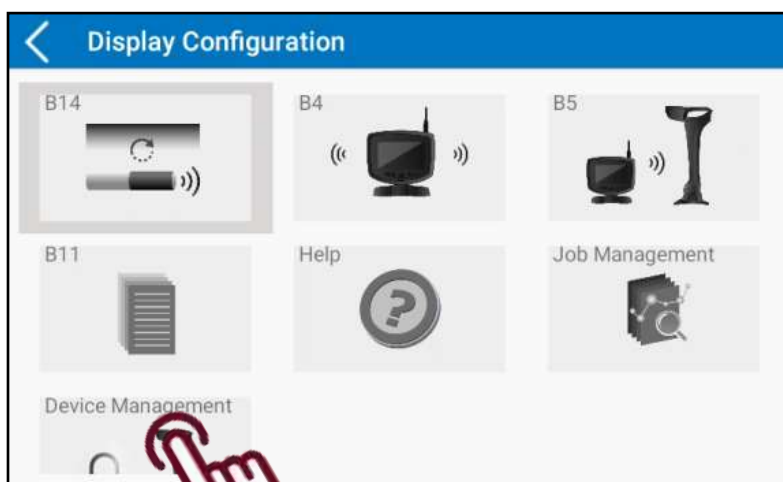 Display Configuration
B14
B4
B5
B11
Help
Job Management
Device Management